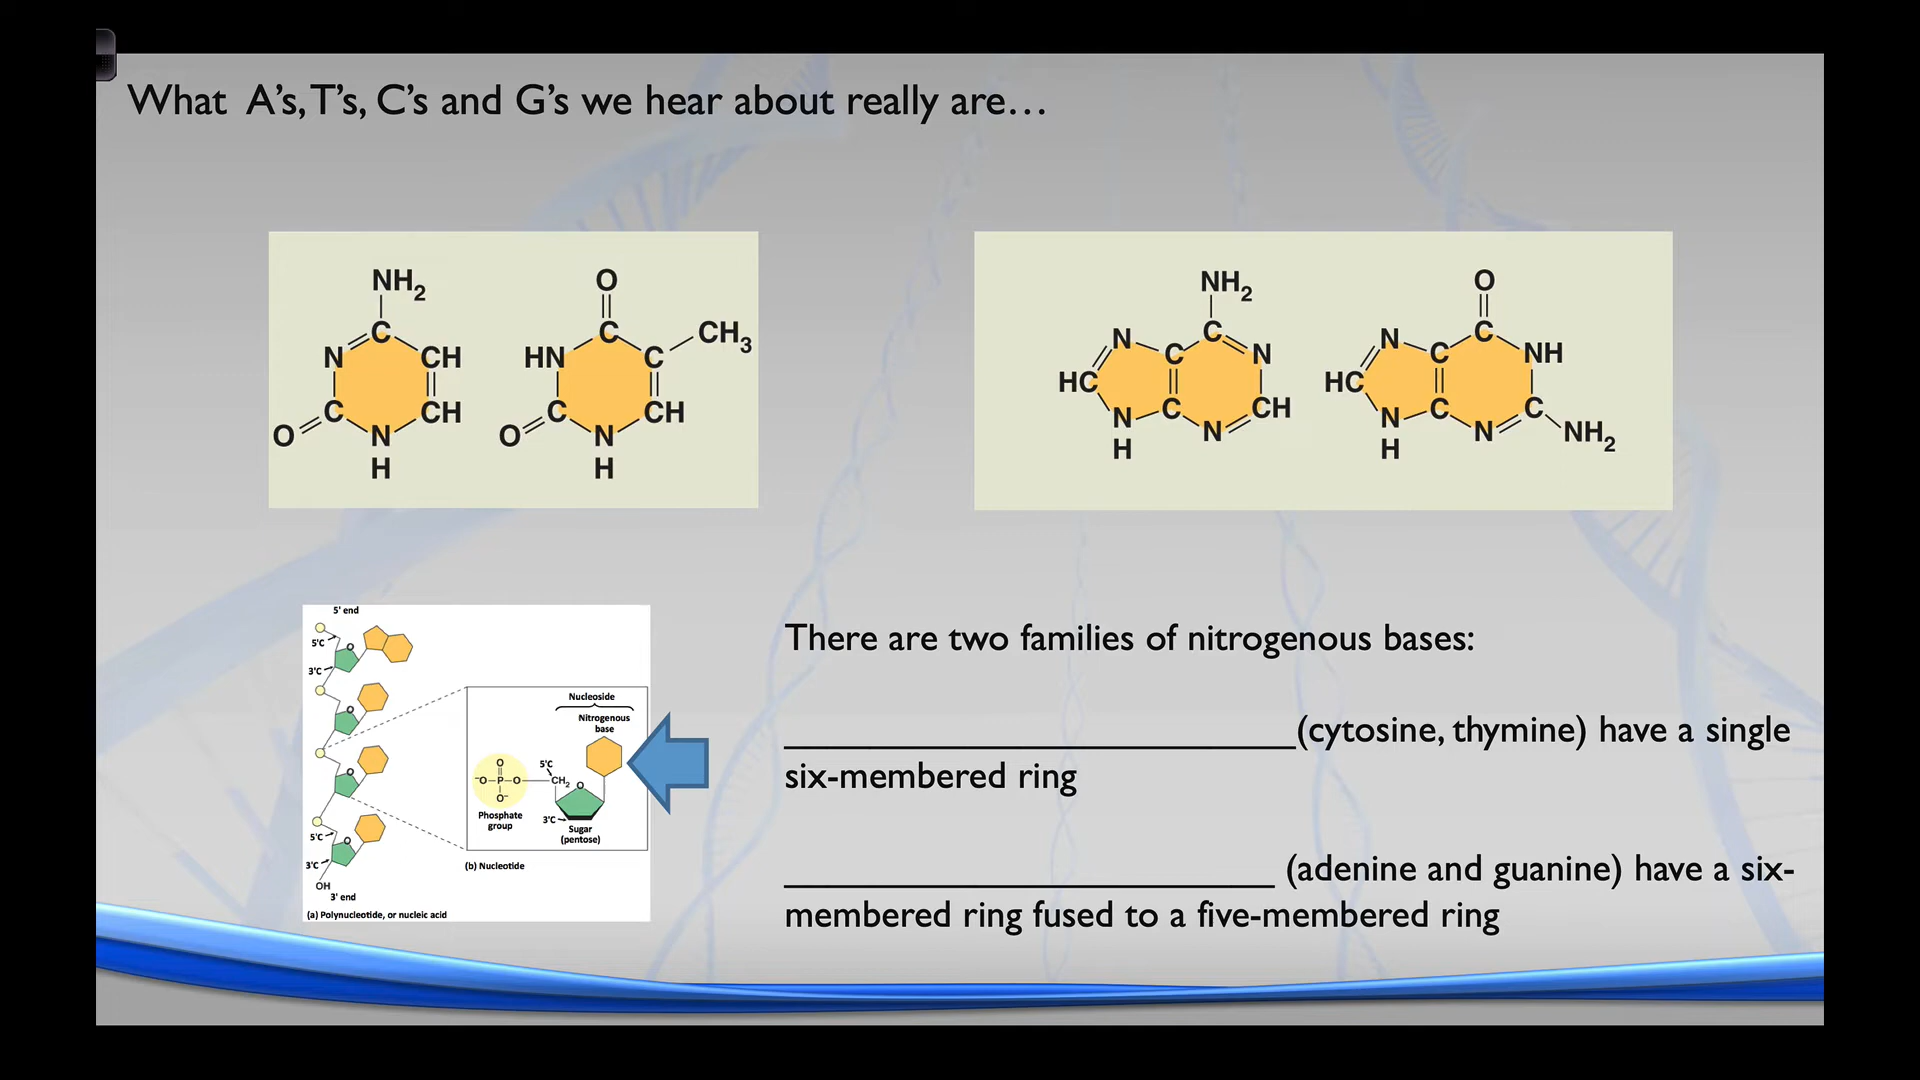 What A's, T's, C's and G's we hear about really are…
NH2
N C CH
C CH
O N
H
O
C CH3
HN C
C CH
O N
H
NH2
N C
C N
HC
N C CH
H N
O
N C
C NH
HC
N C C
H N NH2
5' end
5'C
O
3'C
O
O
5'C
O
3'C
OH
3' end
(a) Polynucleotide, or nucleic acid
Nucleoside
Nitrogenous
base
O
5'C
⁻O P O CH2
O
O⁻
Phosphate
group
3'C
Sugar
(pentose)
(b) Nucleotide
There are two families of nitrogenous bases:
___________________________(cytosine, thymine) have a single
six-membered ring
__________________________ (adenine and guanine) have a six-
membered ring fused to a five-membered ring